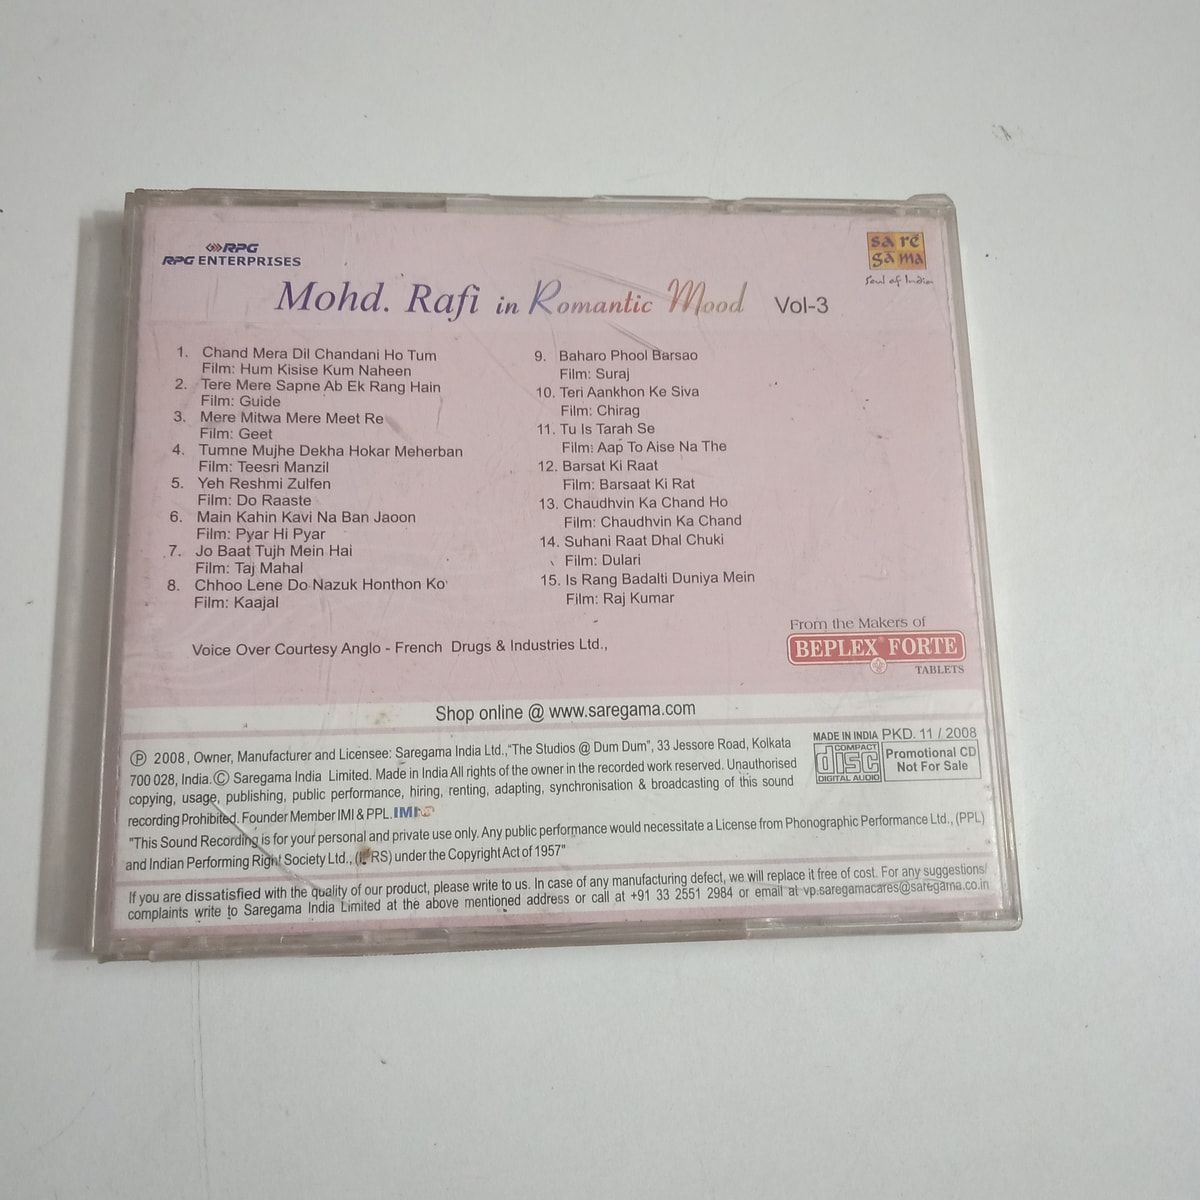 RPG
RPG ENTERPRISES
sa re
ga ma
Soul of India
Mohd. Rafi in Romantic Mood Vol-3
1. Chand Mera Dil Chandani Ho Tum
Film: Hum Kisise Kum Naheen
2. Tere Mere Sapne Ab Ek Rang Hain
Film: Guide
3. Mere Mitwa Mere Meet Re
Film: Geet
4. Tumne Mujhe Dekha Hokar Meherban
Film: Teesri Manzil
5. Yeh Reshmi Zulfen
Film: Do Raaste
6. Main Kahin Kavi Na Ban Jaoon
Film: Pyar Hi Pyar
7. Jo Baat Tujh Mein Hai
Film: Taj Mahal
8. Chhoo Lene Do Nazuk Honthon Ko
Film: Kaajal
9. Baharo Phool Barsao
Film: Suraj
10. Teri Aankhon Ke Siva
Film: Chirag
11. Tu Is Tarah Se
Film: Aap To Aise Na The
12. Barsat Ki Raat
Film: Barsaat Ki Rat
13. Chaudhvin Ka Chand Ho
Film: Chaudhvin Ka Chand
14. Suhani Raat Dhal Chuki
Film: Dulari
15. Is Rang Badalti Duniya Mein
Film: Raj Kumar
Voice Over Courtesy Anglo - French Drugs & Industries Ltd.,
From the Makers of
BEPLEX® FORTE
TABLETS
Shop online @ www.saregama.com
℗ 2008, Owner, Manufacturer and Licensee: Saregama India Ltd.,"The Studios @ Dum Dum", 33 Jessore Road, Kolkata
700 028, India. © Saregama India Limited. Made in India All rights of the owner in the recorded work reserved. Unauthorised
copying, usage, publishing, public performance, hiring, renting, adapting, synchronisation & broadcasting of this sound
recording Prohibited. Founder Member IMI & PPL. IMI
MADE IN INDIA PKD. 11 / 2008
COMPACT
disc
DIGITAL AUDIO
Promotional CD
Not For Sale
"This Sound Recording is for your personal and private use only. Any public performance would necessitate a License from Phonographic Performance Ltd., (PPL)
and Indian Performing Right Society Ltd., (IPRS) under the Copyright Act of 1957"
If you are dissatisfied with the quality of our product, please write to us. In case of any manufacturing defect, we will replace it free of cost. For any suggestions/
complaints write to Saregama India Limited at the above mentioned address or call at +91 33 2551 2984 or email at vp.saregamacares@saregama.co.in